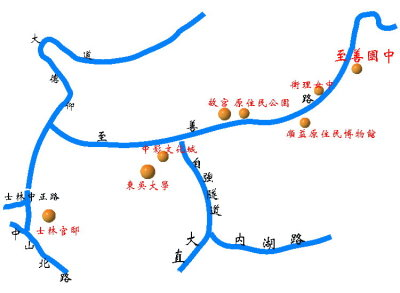 仰德大道
至善國中
衛理女中
故宮 原住民公園
至善路
順益原住民博物館
中影文化城
東吳大學
自強隧道
士林中正路
士林官邸
中山北路
大直
內湖路